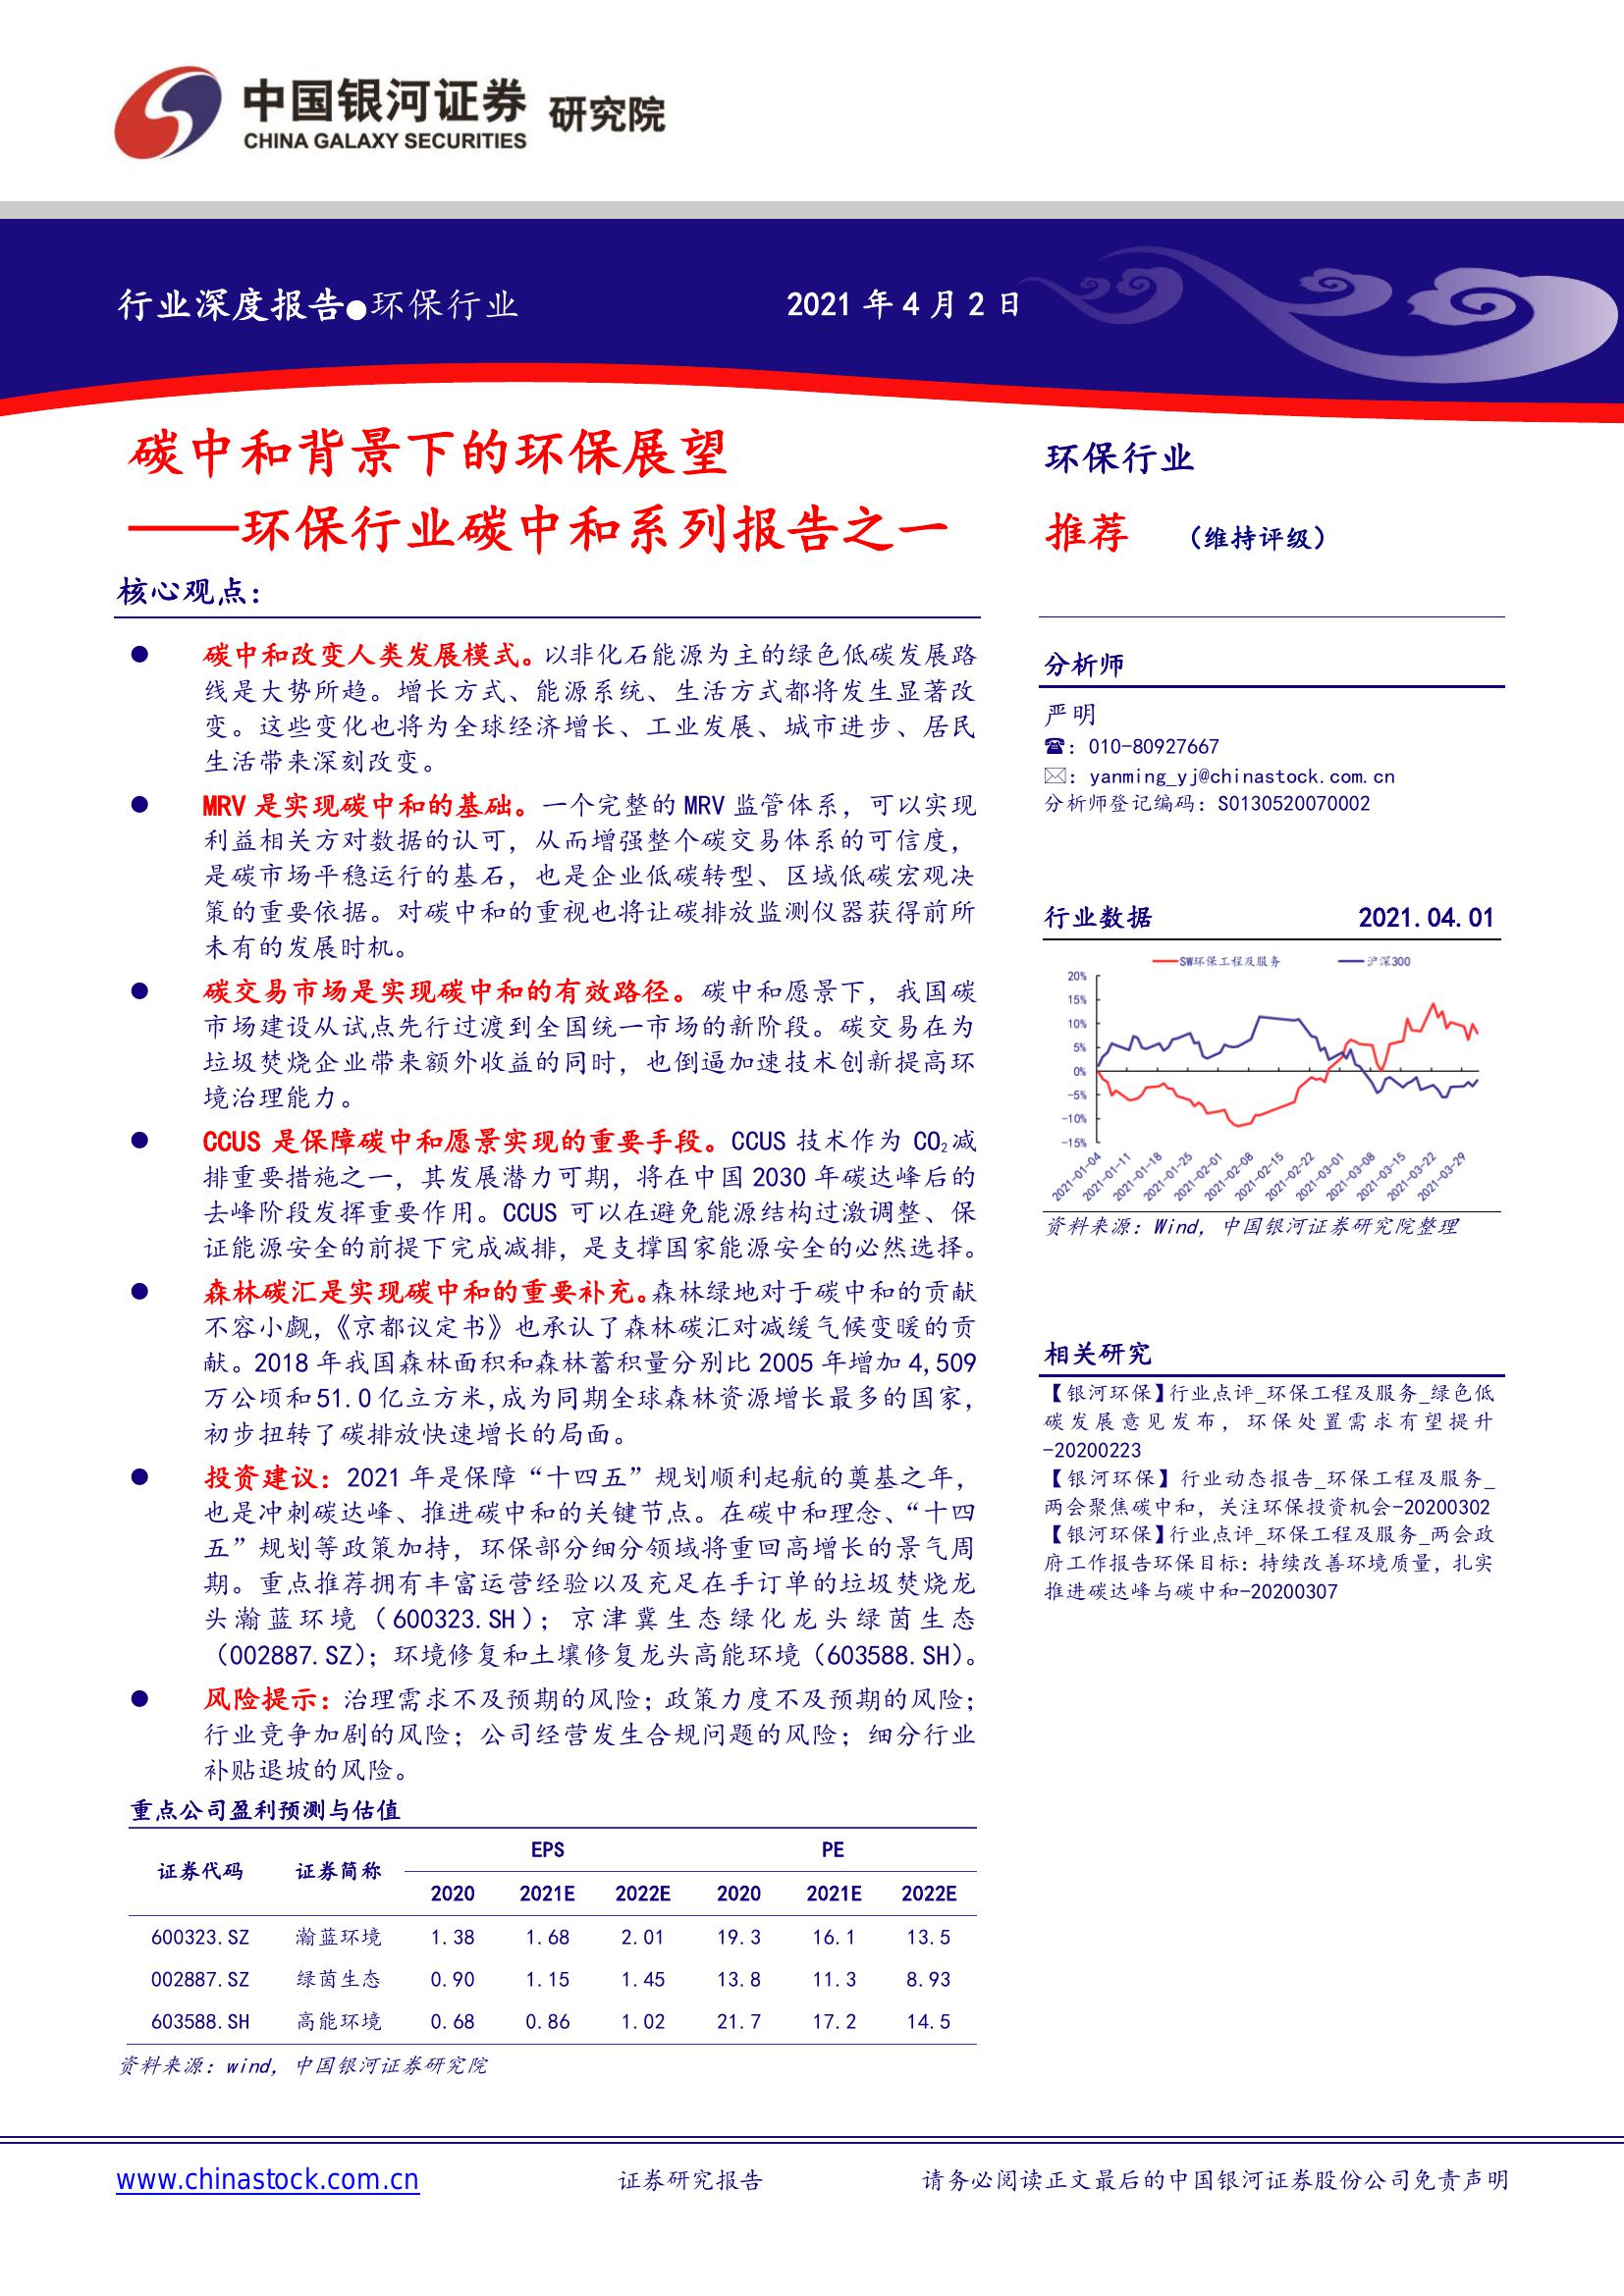 中国银河证券 研究院
CHINA GALAXY SECURITIES
行业深度报告●环保行业
2021 年 4 月 2 日
碳中和背景下的环保展望
——环保行业碳中和系列报告之一
核心观点：
● 碳中和改变人类发展模式。以非化石能源为主的绿色低碳发展路
线是大势所趋。增长方式、能源系统、生活方式都将发生显著改
变。这些变化也将为全球经济增长、工业发展、城市进步、居民
生活带来深刻改变。
● MRV 是实现碳中和的基础。一个完整的 MRV 监管体系，可以实现
利益相关方对数据的认可，从而增强整个碳交易体系的可信度，
是碳市场平稳运行的基石，也是企业低碳转型、区域低碳宏观决
策的重要依据。对碳中和的重视也将让碳排放监测仪器获得前所
未有的发展时机。
● 碳交易市场是实现碳中和的有效路径。碳中和愿景下，我国碳
市场建设从试点先行过渡到全国统一市场的新阶段。碳交易在为
垃圾焚烧企业带来额外收益的同时，也倒逼加速技术创新提高环
境治理能力。
● CCUS 是保障碳中和愿景实现的重要手段。CCUS 技术作为 CO₂减
排重要措施之一，其发展潜力可期，将在中国 2030 年碳达峰后的
去峰阶段发挥重要作用。CCUS 可以在避免能源结构过激调整、保
证能源安全的前提下完成减排，是支撑国家能源安全的必然选择。
● 森林碳汇是实现碳中和的重要补充。森林绿地对于碳中和的贡献
不容小觑，《京都议定书》也承认了森林碳汇对减缓气候变暖的贡
献。2018 年我国森林面积和森林蓄积量分别比 2005 年增加 4,509
万公顷和 51.0 亿立方米，成为同期全球森林资源增长最多的国家，
初步扭转了碳排放快速增长的局面。
● 投资建议：2021 年是保障“十四五”规划顺利起航的奠基之年，
也是冲刺碳达峰、推进碳中和的关键节点。在碳中和理念、“十四
五”规划等政策加持，环保部分细分领域将重回高增长的景气周
期。重点推荐拥有丰富运营经验以及充足在手订单的垃圾焚烧龙
头瀚蓝环境（600323.SH）；京津冀生态绿化龙头绿茵生态
（002887.SZ）；环境修复和土壤修复龙头高能环境（603588.SH）。
● 风险提示：治理需求不及预期的风险；政策力度不及预期的风险；
行业竞争加剧的风险；公司经营发生合规问题的风险；细分行业
补贴退坡的风险。
重点公司盈利预测与估值
证券代码 证券简称 EPS PE
2020 2021E 2022E 2020 2021E 2022E
600323.SZ 瀚蓝环境 1.38 1.68 2.01 19.3 16.1 13.5
002887.SZ 绿茵生态 0.90 1.15 1.45 13.8 11.3 8.93
603588.SH 高能环境 0.68 0.86 1.02 21.7 17.2 14.5
资料来源：wind，中国银河证券研究院
环保行业
推荐 （维持评级）
分析师
严明
☎：010-80927667
✉：yanming_yj@chinastock.com.cn
分析师登记编码：S0130520070002
行业数据 2021.04.01
SW环保工程及服务 沪深300
20%
15%
10%
5%
0%
-5%
-10%
-15%
2021-01-04 2021-01-11 2021-01-18 2021-01-25 2021-02-01 2021-02-08 2021-02-15 2021-02-22 2021-03-01 2021-03-08 2021-03-15 2021-03-22 2021-03-29
资料来源：Wind，中国银河证券研究院整理
相关研究
【银河环保】行业点评_环保工程及服务_绿色低
碳发展意见发布，环保处置需求有望提升
-20200223
【银河环保】行业动态报告_环保工程及服务_
两会聚焦碳中和，关注环保投资机会-20200302
【银河环保】行业点评_环保工程及服务_两会政
府工作报告环保目标：持续改善环境质量，扎实
推进碳达峰与碳中和-20200307
www.chinastock.com.cn 证券研究报告 请务必阅读正文最后的中国银河证券股份公司免责声明